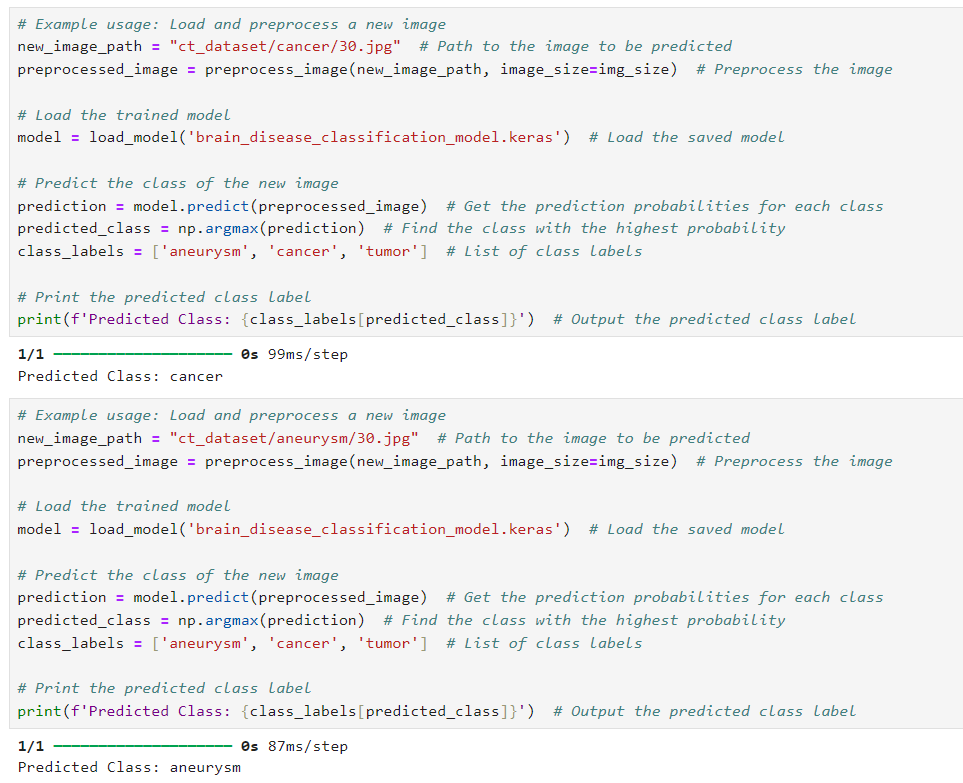 # Example usage: Load and preprocess a new image
new_image_path = "ct_dataset/cancer/30.jpg"  # Path to the image to be predicted
preprocessed_image = preprocess_image(new_image_path, image_size=img_size)  # Preprocess the image

# Load the trained model
model = load_model('brain_disease_classification_model.keras')  # Load the saved model

# Predict the class of the new image
prediction = model.predict(preprocessed_image)  # Get the prediction probabilities for each class
predicted_class = np.argmax(prediction)  # Find the class with the highest probability
class_labels = ['aneurysm', 'cancer', 'tumor']  # List of class labels

# Print the predicted class label
print(f'Predicted Class: {class_labels[predicted_class]}')  # Output the predicted class label
1/1 ━━━━━━━━━━━━━━━━━━━━ 0s 99ms/step
Predicted Class: cancer
# Example usage: Load and preprocess a new image
new_image_path = "ct_dataset/aneurysm/30.jpg"  # Path to the image to be predicted
preprocessed_image = preprocess_image(new_image_path, image_size=img_size)  # Preprocess the image

# Load the trained model
model = load_model('brain_disease_classification_model.keras')  # Load the saved model

# Predict the class of the new image
prediction = model.predict(preprocessed_image)  # Get the prediction probabilities for each class
predicted_class = np.argmax(prediction)  # Find the class with the highest probability
class_labels = ['aneurysm', 'cancer', 'tumor']  # List of class labels

# Print the predicted class label
print(f'Predicted Class: {class_labels[predicted_class]}')  # Output the predicted class label
1/1 ━━━━━━━━━━━━━━━━━━━━ 0s 87ms/step
Predicted Class: aneurysm